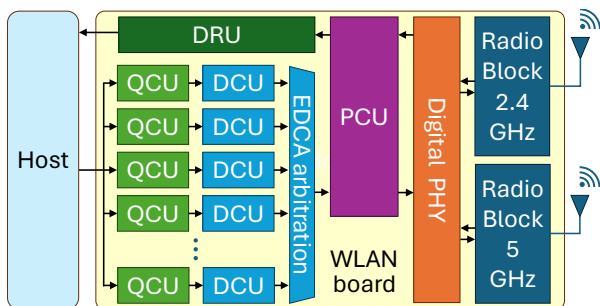 Host
DRU
QCU DCU
QCU DCU
QCU DCU
QCU DCU
QCU DCU
EDCA arbitration
PCU
Digital PHY
Radio
Block
2.4
GHz
Radio
Block
5
GHz
WLAN
board